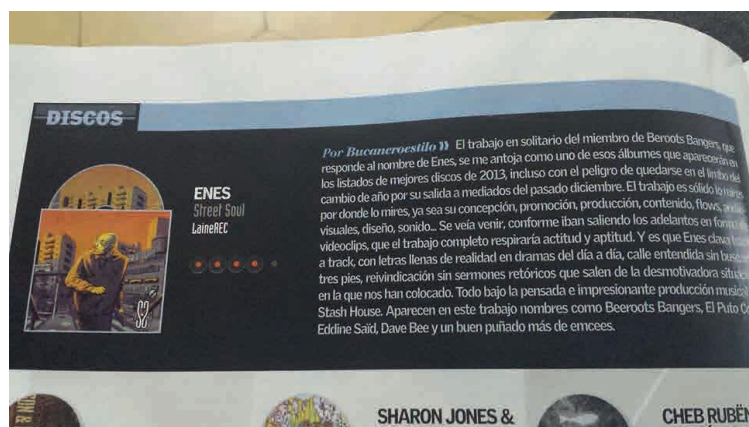 DISCOS
ENES
Street Soul
LaineREC
Por Bucaneroestilo » El trabajo en solitario del miembro de Beroots Bangers, que
responde al nombre de Enes, se me antoja como uno de esos álbumes que aparecerán en
los listados de mejores discos de 2013, incluso con el peligro de quedarse en el limbo del
cambio de año por su salida a mediados del pasado diciembre. El trabajo es sólido lo mires
por donde lo mires, ya sea su concepción, promoción, producción, contenido, flows,
visuales, diseño, sonido... Se veía venir, conforme iban saliendo los adelantos en
videoclips, que el trabajo completo respiraría actitud y aptitud. Y es que Enes clava
a track, con letras llenas de realidad en dramas del día a día, calle entendida sin
tres pies, reivindicación sin sermones retóricos que salen de la desmotivadora
en la que nos han colocado. Todo bajo la pensada e impresionante producción musical
Stash House. Aparecen en este trabajo nombres como Beeroots Bangers, El Puto
Eddine Saïd, Dave Bee y un buen puñado más de emcees.
SHARON JONES &
CHEB RUBËN